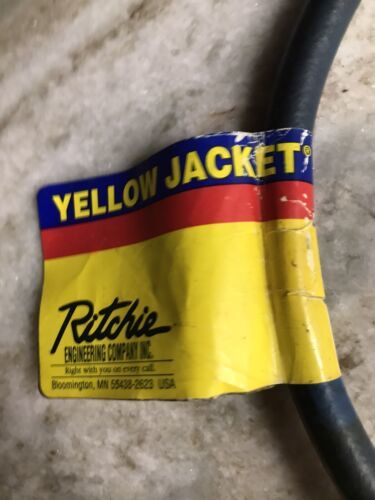 YELLOW JACKET®
Ritchie
ENGINEERING COMPANY INC.
Right with you on every call.
Bloomington, MN 55438-2623 USA